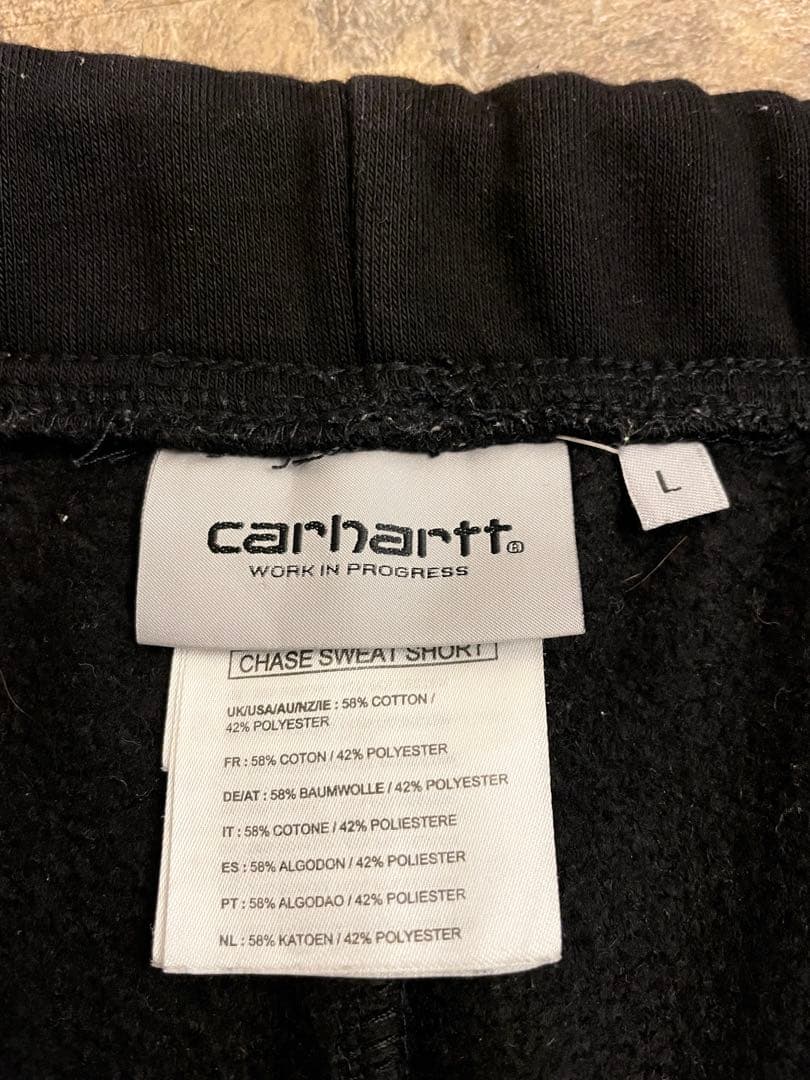 carhartt®
WORK IN PROGRESS
L
CHASE SWEAT SHORT
UK/USA/AU/NZ/IE : 58% COTTON /
42% POLYESTER
FR : 58% COTON / 42% POLYESTER
DE/AT : 58% BAUMWOLLE / 42% POLYESTER
IT : 58% COTONE / 42% POLIESTERE
ES : 58% ALGODON / 42% POLIESTER
PT : 58% ALGODAO / 42% POLIESTER
NL : 58% KATOEN / 42% POLYESTER